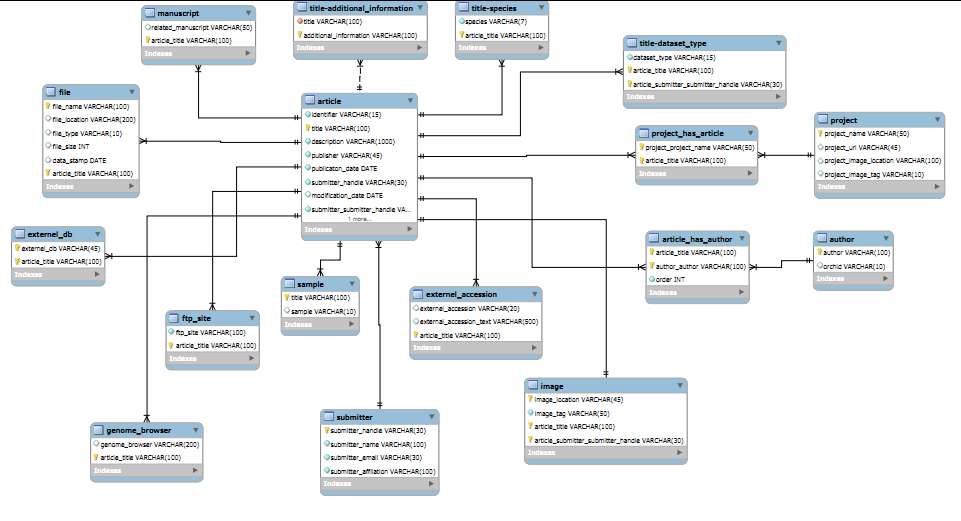 manuscript
related_manuscript VARCHAR(50)
article_title VARCHAR(100)
Indexes
title-additional_information
title VARCHAR(100)
additional_information VARCHAR(100)
Indexes
title-species
species VARCHAR(7)
article_title VARCHAR(100)
Indexes
title-dataset_type
dataset_type VARCHAR(15)
article_title VARCHAR(100)
article_submitter_submitter_handle VARCHAR(30)
Indexes
file
file_name VARCHAR(100)
file_location VARCHAR(200)
file_type VARCHAR(10)
file_size INT
data_stamp DATE
article_title VARCHAR(100)
Indexes
article
identifier VARCHAR(15)
title VARCHAR(100)
description VARCHAR(1000)
publisher VARCHAR(45)
publicaton_date DATE
submitter_handle VARCHAR(30)
modification_date DATE
submitter_submitter_handle VA...
1 more...
Indexes
project_has_article
project_project_name VARCHAR(50)
article_title VARCHAR(100)
Indexes
project
project_name VARCHAR(50)
project_url VARCHAR(45)
project_image_location VARCHAR(100)
project_image_tag VARCHAR(10)
Indexes
externel_db
externel_db VARCHAR(45)
article_title VARCHAR(100)
Indexes
article_has_author
article_title VARCHAR(100)
author_author VARCHAR(100)
order INT
Indexes
author
author VARCHAR(100)
orchid VARCHAR(10)
Indexes
sample
title VARCHAR(100)
sample VARCHAR(10)
Indexes
externel_accession
externel_accession VARCHAR(20)
externel_accession_text VARCHAR(500)
article_title VARCHAR(100)
Indexes
ftp_site
ftp_site VARCHAR(100)
article_title VARCHAR(100)
Indexes
image
image_location VARCHAR(45)
image_tag VARCHAR(50)
article_title VARCHAR(100)
article_submitter_submitter_handle VARCHAR(30)
Indexes
genome_browser
genome_browser VARCHAR(200)
article_title VARCHAR(100)
Indexes
submitter
submitter_handle VARCHAR(30)
submitter_name VARCHAR(100)
submitter_email VARCHAR(30)
submitter_affiliation VARCHAR(100)
Indexes